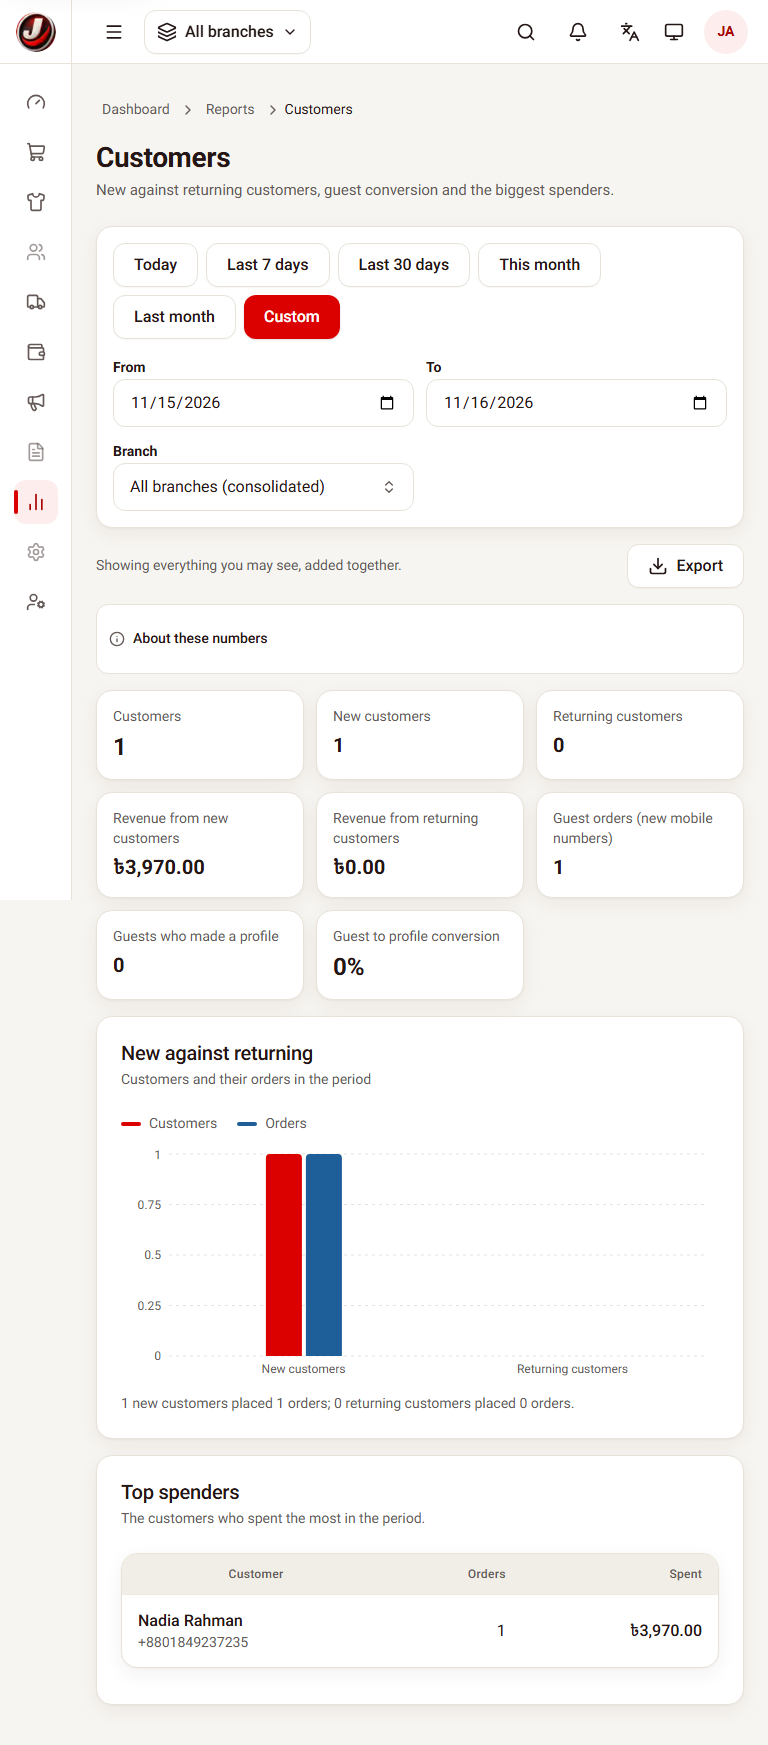 J
All branches
JA
Dashboard > Reports > Customers
Customers
New against returning customers, guest conversion and the biggest spenders.
Today
Last 7 days
Last 30 days
This month
Last month
Custom
From
To
11/15/2026
11/16/2026
Branch
All branches (consolidated)
Showing everything you may see, added together.
Export
About these numbers
Customers
1
New customers
1
Returning customers
0
Revenue from new
customers
৳3,970.00
Revenue from returning
customers
৳0.00
Guest orders (new mobile
numbers)
1
Guests who made a profile
0
Guest to profile conversion
0%
New against returning
Customers and their orders in the period
Customers
Orders
1
0.75
0.5
0.25
0
New customers
Returning customers
1 new customers placed 1 orders; 0 returning customers placed 0 orders.
Top spenders
The customers who spent the most in the period.
Customer Orders Spent
Nadia Rahman
+8801849237235
1
৳3,970.00